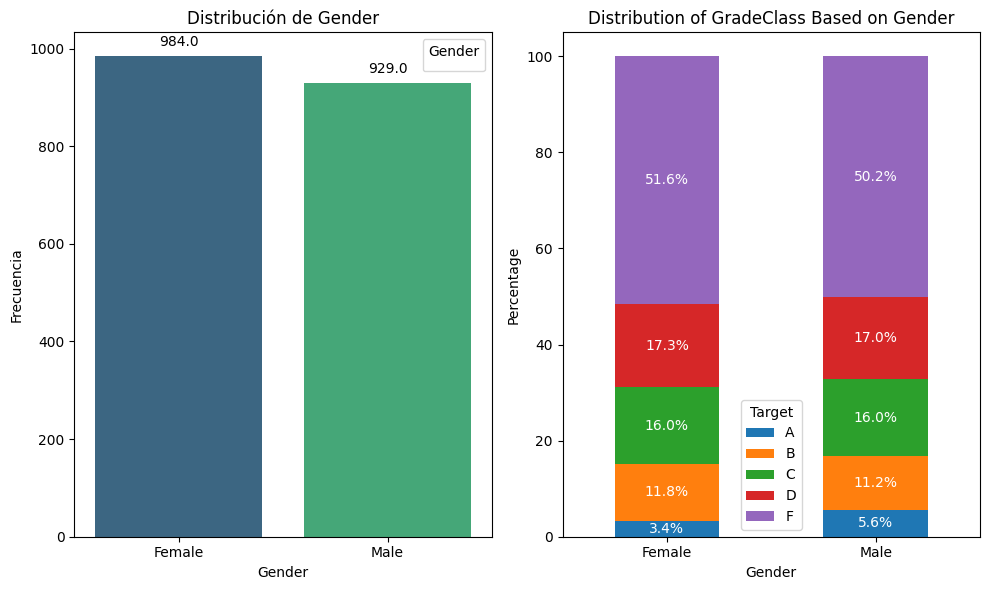 Distribución de Gender
984.0
929.0
Gender
1000
800
600
400
200
0
Frecuencia
Female
Male
Gender
Distribution of GradeClass Based on Gender
100
80
60
40
20
0
Percentage
51.6%
50.2%
17.3%
17.0%
16.0%
16.0%
11.8%
11.2%
3.4%
5.6%
Target
A
B
C
D
F
Female
Male
Gender